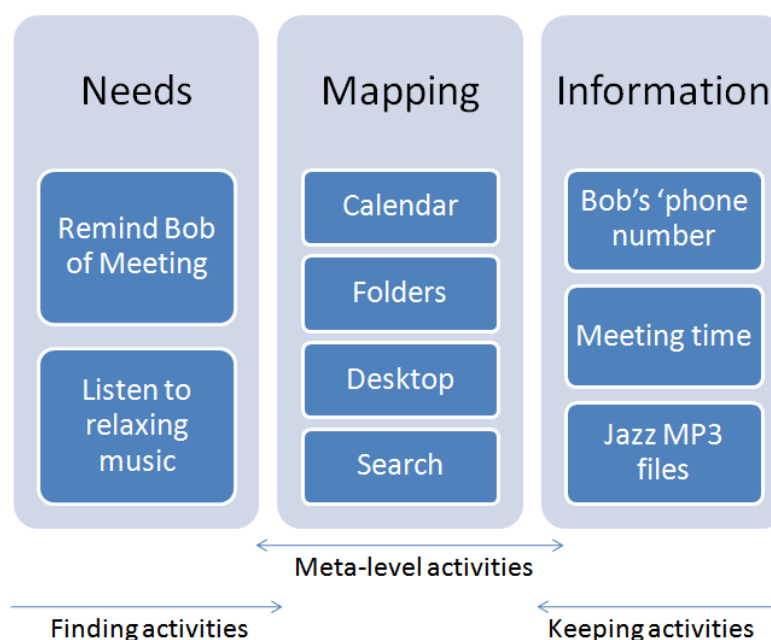 Needs
Remind Bob
of Meeting
Listen to
relaxing
music
Mapping
Calendar
Folders
Desktop
Search
Information
Bob’s ‘phone
number
Meeting time
Jazz MP3
files
Meta-level activities
Finding activities
Keeping activities